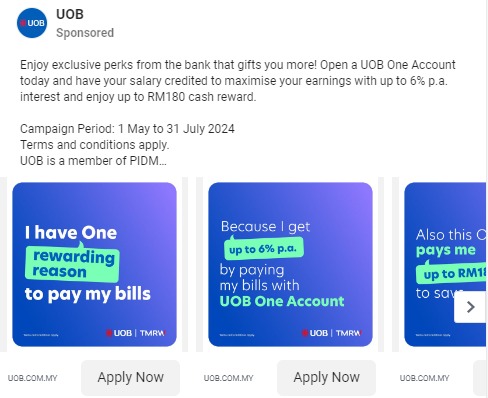 UOB
Sponsored
UOB
Enjoy exclusive perks from the bank that gifts you more! Open a UOB One Account
today and have your salary credited to maximise your earnings with up to 6% p.a.
interest and enjoy up to RM180 cash reward.
Campaign Period: 1 May to 31 July 2024
Terms and conditions apply.
UOB is a member of PIDM...
I have One
rewarding
reason
to pay my bills
UOB | TMRW
Because I get
up to 6% p.a.
by paying
my bills with
UOB One Account
UOB | TMRW
Also this O
pays me
up to RM18
to save
UOB.COM.MY
Apply Now
UOB.COM.MY
Apply Now
UOB.COM.MY